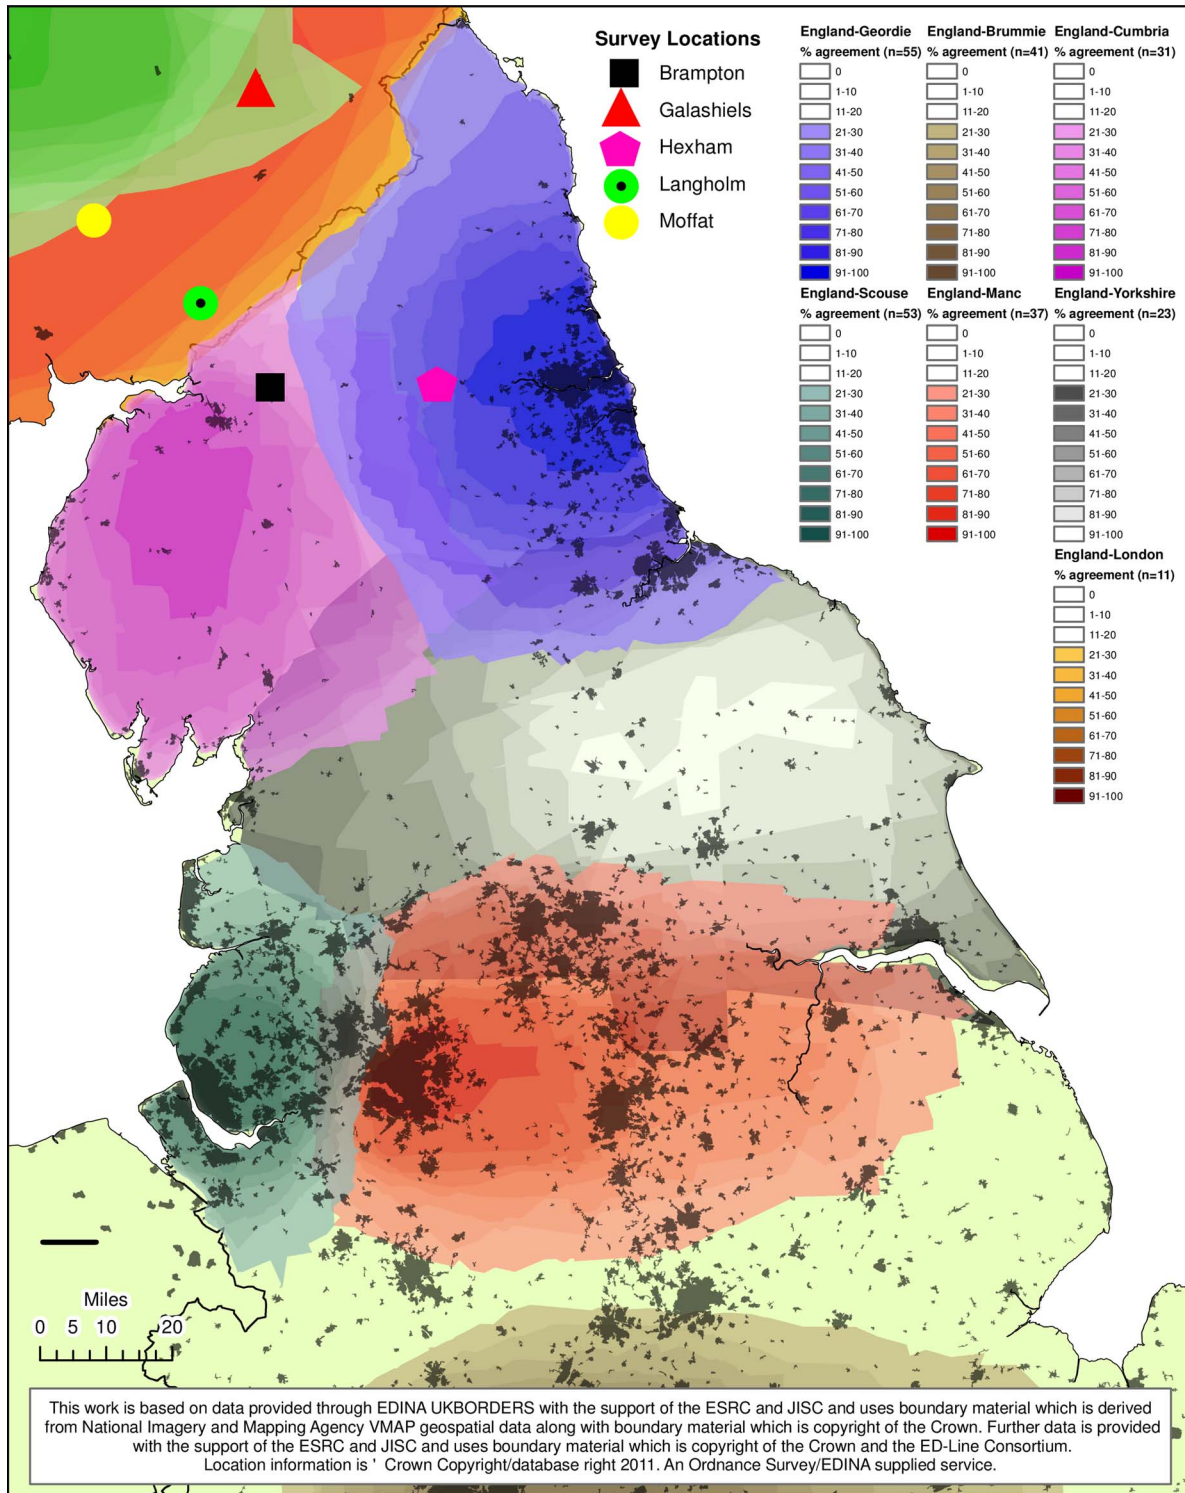 Survey Locations
Brampton
Galashiels
Hexham
Langholm
Moffat
England-Geordie
% agreement (n=55)
0
1-10
11-20
21-30
31-40
41-50
51-60
61-70
71-80
81-90
91-100
England-Brummie
% agreement (n=41)
0
1-10
11-20
21-30
31-40
41-50
51-60
61-70
71-80
81-90
91-100
England-Cumbria
% agreement (n=31)
0
1-10
11-20
21-30
31-40
41-50
51-60
61-70
71-80
81-90
91-100
England-Scouse
% agreement (n=53)
0
1-10
11-20
21-30
31-40
41-50
51-60
61-70
71-80
81-90
91-100
England-Manc
% agreement (n=37)
0
1-10
11-20
21-30
31-40
41-50
51-60
61-70
71-80
81-90
91-100
England-Yorkshire
% agreement (n=23)
0
1-10
11-20
21-30
31-40
41-50
51-60
61-70
71-80
81-90
91-100
England-London
% agreement (n=11)
0
1-10
11-20
21-30
31-40
41-50
51-60
61-70
71-80
81-90
91-100
Miles
0 5 10 20
This work is based on data provided through EDINA UKBORDERS with the support of the ESRC and JISC and uses boundary material which is derived
from National Imagery and Mapping Agency VMAP geospatial data along with boundary material which is copyright of the Crown. Further data is provided
with the support of the ESRC and JISC and uses boundary material which is copyright of the Crown and the ED-Line Consortium.
Location information is ' Crown Copyright/database right 2011. An Ordnance Survey/EDINA supplied service.